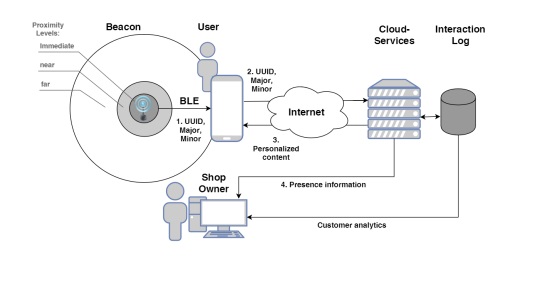 Proximity
Levels:
Immediate
near
far
Beacon
User
Cloud-
Services
Interaction
Log
BLE
1. UUID,
Major,
Minor
2. UUID,
Major,
Minor
Internet
3.
Personalized
content
Shop
Owner
4. Presence information
Customer analytics